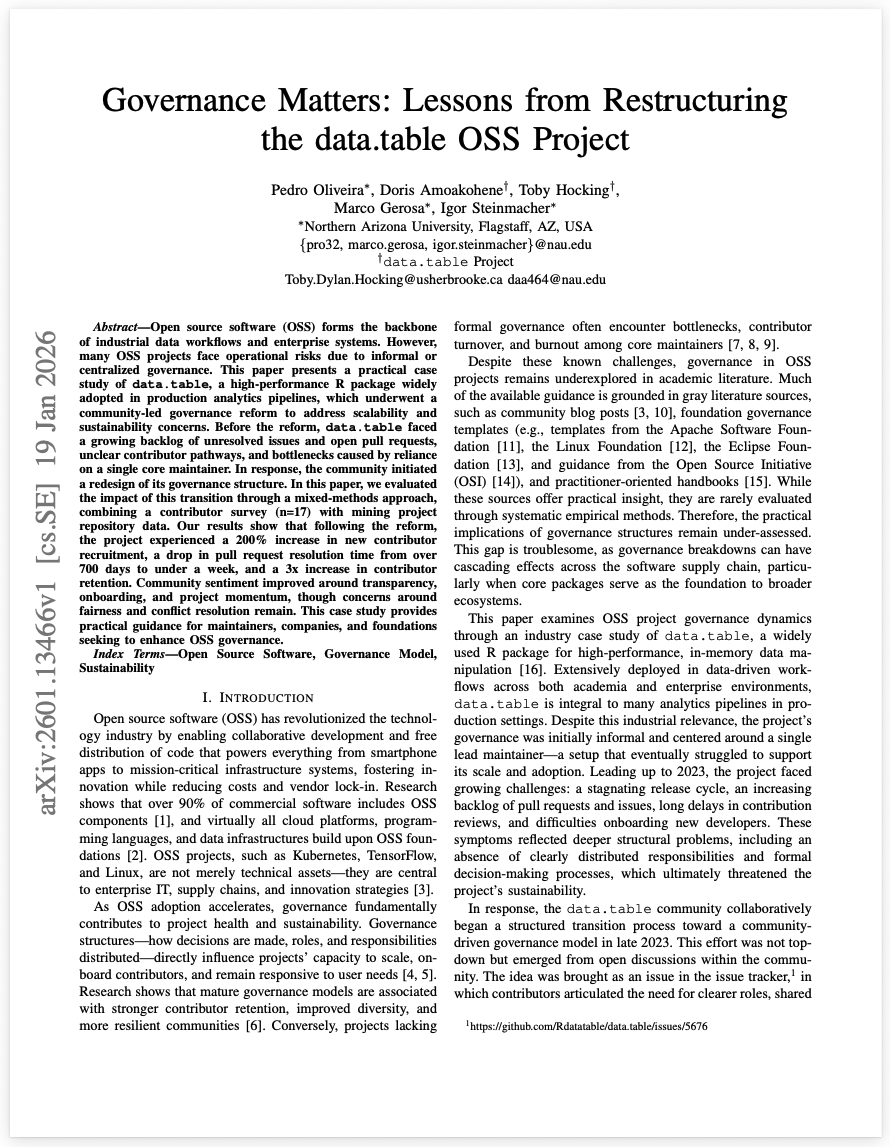 Governance Matters: Lessons from Restructuring
the data.table OSS Project
Pedro Oliveira*, Doris Amoakohene†, Toby Hocking†,
Marco Gerosa*, Igor Steinmacher*
*Northern Arizona University, Flagstaff, AZ, USA
{pro32, marco.gerosa, igor.steinmacher}@nau.edu
†data.table Project
Toby.Dylan.Hocking@usherbrooke.ca daa464@nau.edu
arXiv:2601.13466v1 [cs.SE] 19 Jan 2026
Abstract—Open source software (OSS) forms the backbone
of industrial data workflows and enterprise systems. However,
many OSS projects face operational risks due to informal or
centralized governance. This paper presents a practical case
study of data.table, a high-performance R package widely
adopted in production analytics pipelines, which underwent a
community-led governance reform to address scalability and
sustainability concerns. Before the reform, data.table faced
a growing backlog of unresolved issues and open pull requests,
unclear contributor pathways, and bottlenecks caused by reliance
on a single core maintainer. In response, the community initiated
a redesign of its governance structure. In this paper, we evaluated
the impact of this transition through a mixed-methods approach,
combining a contributor survey (n=17) with mining project
repository data. Our results show that following the reform,
the project experienced a 200% increase in new contributor
recruitment, a drop in pull request resolution time from over
700 days to under a week, and a 3x increase in contributor
retention. Community sentiment improved around transparency,
onboarding, and project momentum, though concerns around
fairness and conflict resolution remain. This case study provides
practical guidance for maintainers, companies, and foundations
seeking to enhance OSS governance.
Index Terms—Open Source Software, Governance Model,
Sustainability
I. INTRODUCTION
Open source software (OSS) has revolutionized the technol-
ogy industry by enabling collaborative development and free
distribution of code that powers everything from smartphone
apps to mission-critical infrastructure systems, fostering in-
novation while reducing costs and vendor lock-in. Research
shows that over 90% of commercial software includes OSS
components [1], and virtually all cloud platforms, program-
ming languages, and data infrastructures build upon OSS foun-
dations [2]. OSS projects, such as Kubernetes, TensorFlow,
and Linux, are not merely technical assets—they are central
to enterprise IT, supply chains, and innovation strategies [3].
As OSS adoption accelerates, governance fundamentally
contributes to project health and sustainability. Governance
structures—how decisions are made, roles, and responsibilities
distributed—directly influence projects' capacity to scale, on-
board contributors, and remain responsive to user needs [4, 5].
Research shows that mature governance models are associated
with stronger contributor retention, improved diversity, and
more resilient communities [6]. Conversely, projects lacking
formal governance often encounter bottlenecks, contributor
turnover, and burnout among core maintainers [7, 8, 9].
Despite these known challenges, governance in OSS
projects remains underexplored in academic literature. Much
of the available guidance is grounded in gray literature sources,
such as community blog posts [3, 10], foundation governance
templates (e.g., templates from the Apache Software Foun-
dation [11], the Linux Foundation [12], the Eclipse Foun-
dation [13], and guidance from the Open Source Initiative
(OSI) [14]), and practitioner-oriented handbooks [15]. While
these sources offer practical insight, they are rarely evaluated
through systematic empirical methods. Therefore, the practical
implications of governance structures remain under-assessed.
This gap is troublesome, as governance breakdowns can have
cascading effects across the software supply chain, particu-
larly when core packages serve as the foundation to broader
ecosystems.
This paper examines OSS project governance dynamics
through an industry case study of data.table, a widely
used R package for high-performance, in-memory data ma-
nipulation [16]. Extensively deployed in data-driven work-
flows across both academia and enterprise environments,
data.table is integral to many analytics pipelines in pro-
duction settings. Despite this industrial relevance, the project's
governance was initially informal and centered around a single
lead maintainer—a setup that eventually struggled to support
its scale and adoption. Leading up to 2023, the project faced
growing challenges: a stagnating release cycle, an increasing
backlog of pull requests and issues, long delays in contribution
reviews, and difficulties onboarding new developers. These
symptoms reflected deeper structural problems, including an
absence of clearly distributed responsibilities and formal
decision-making processes, which ultimately threatened the
project's sustainability.
In response, the data.table community collaboratively
began a structured transition process toward a community-
driven governance model in late 2023. This effort was not top-
down but emerged from open discussions within the commu-
nity. The idea was brought as an issue in the issue tracker,¹ in
which contributors articulated the need for clearer roles, shared
¹https://github.com/Rdatatable/data.table/issues/5676